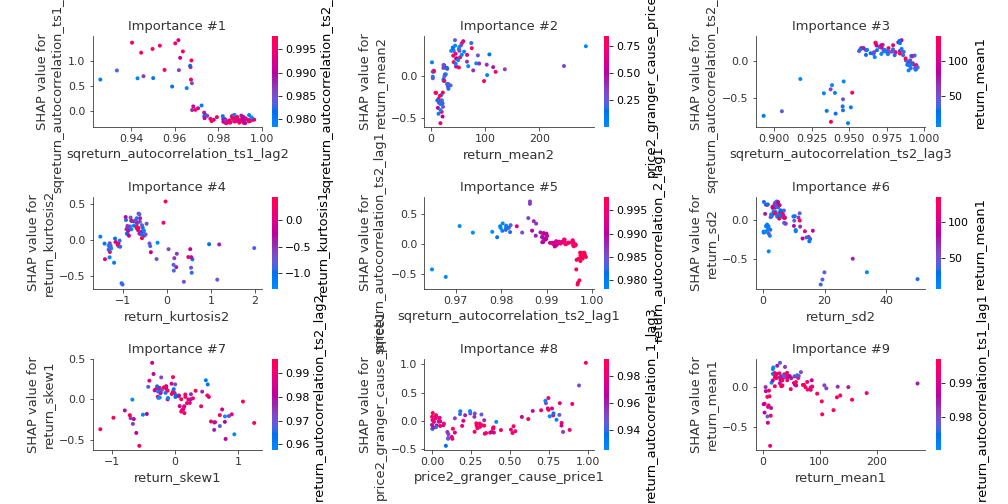 Importance #1
SHAP value for
sqreturn_autocorrelation_ts1_
1.0
0.5
0.0
0.94
0.96
0.98
1.00
sqreturn_autocorrelation_ts1_lag2
0.995
0.990
0.985
0.980
sqreturn_autocorrelation_ts2_
Importance #2
SHAP value for
return_mean2
0.0
−0.5
0
100
200
return_mean2
0.75
0.50
0.25
price2_granger_cause_price
Importance #3
SHAP value for
sqreturn_autocorrelation_ts2_
0.0
−0.5
0.900
0.925
0.950
0.975
1.000
sqreturn_autocorrelation_ts2_lag3
100
50
return_mean1
Importance #4
SHAP value for
return_kurtosis2
0.5
0.0
−0.5
−1
0
1
2
return_kurtosis2
0.0
−0.5
−1.0
return_kurtosis1
Importance #5
SHAP value for
sqreturn_autocorrelation_ts2_lag1
0.5
0.0
−0.5
0.97
0.98
0.99
1.00
sqreturn_autocorrelation_ts2_lag1
0.995
0.990
0.985
0.980
return_autocorrelation_2_lag1
Importance #6
SHAP value for
return_sd2
0.0
−0.5
0
20
40
return_sd2
100
50
return_mean1
Importance #7
SHAP value for
return_skew1
0.5
0.0
−0.5
−1
0
1
return_skew1
0.99
0.98
0.97
0.96
return_autocorrelation_ts2_lag2
Importance #8
SHAP value for
price2_granger_cause_price1
1.0
0.5
0.0
−0.5
0.00
0.25
0.50
0.75
1.00
price2_granger_cause_price1
0.98
0.96
0.94
return_autocorrelation_1_lag3
Importance #9
SHAP value for
return_mean1
0.0
−0.5
0
100
200
return_mean1
0.99
0.98
return_autocorrelation_ts1_lag1